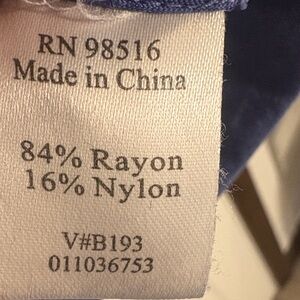 RN 98516
Made in China
84% Rayon
16% Nylon
V#B193
011036753